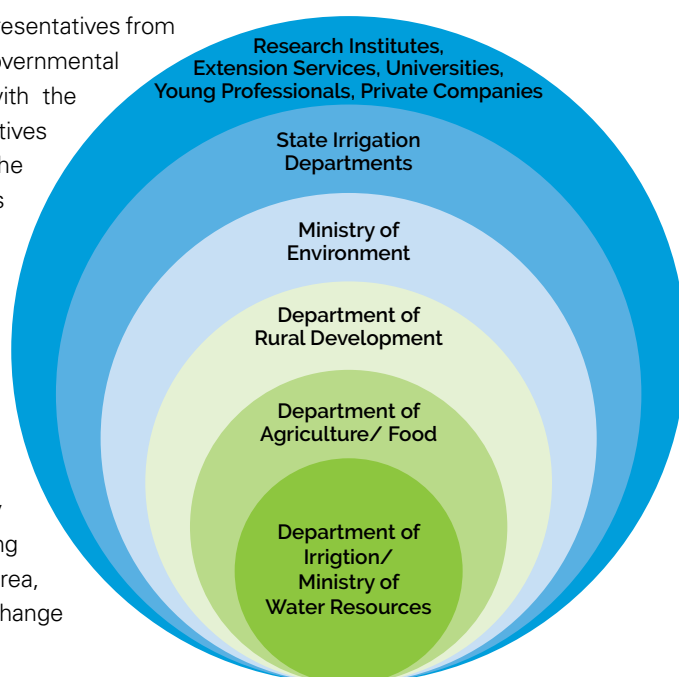 resentatives from
overnmental
with the
tives
he
s
ng
rea,
hange
Research Institutes,
Extension Services, Universities,
Young Professionals, Private Companies
State Irrigation
Departments
Ministry of
Environment
Department of
Rural Development
Department of
Agriculture/ Food
Department of
Irrigtion/
Ministry of
Water Resources